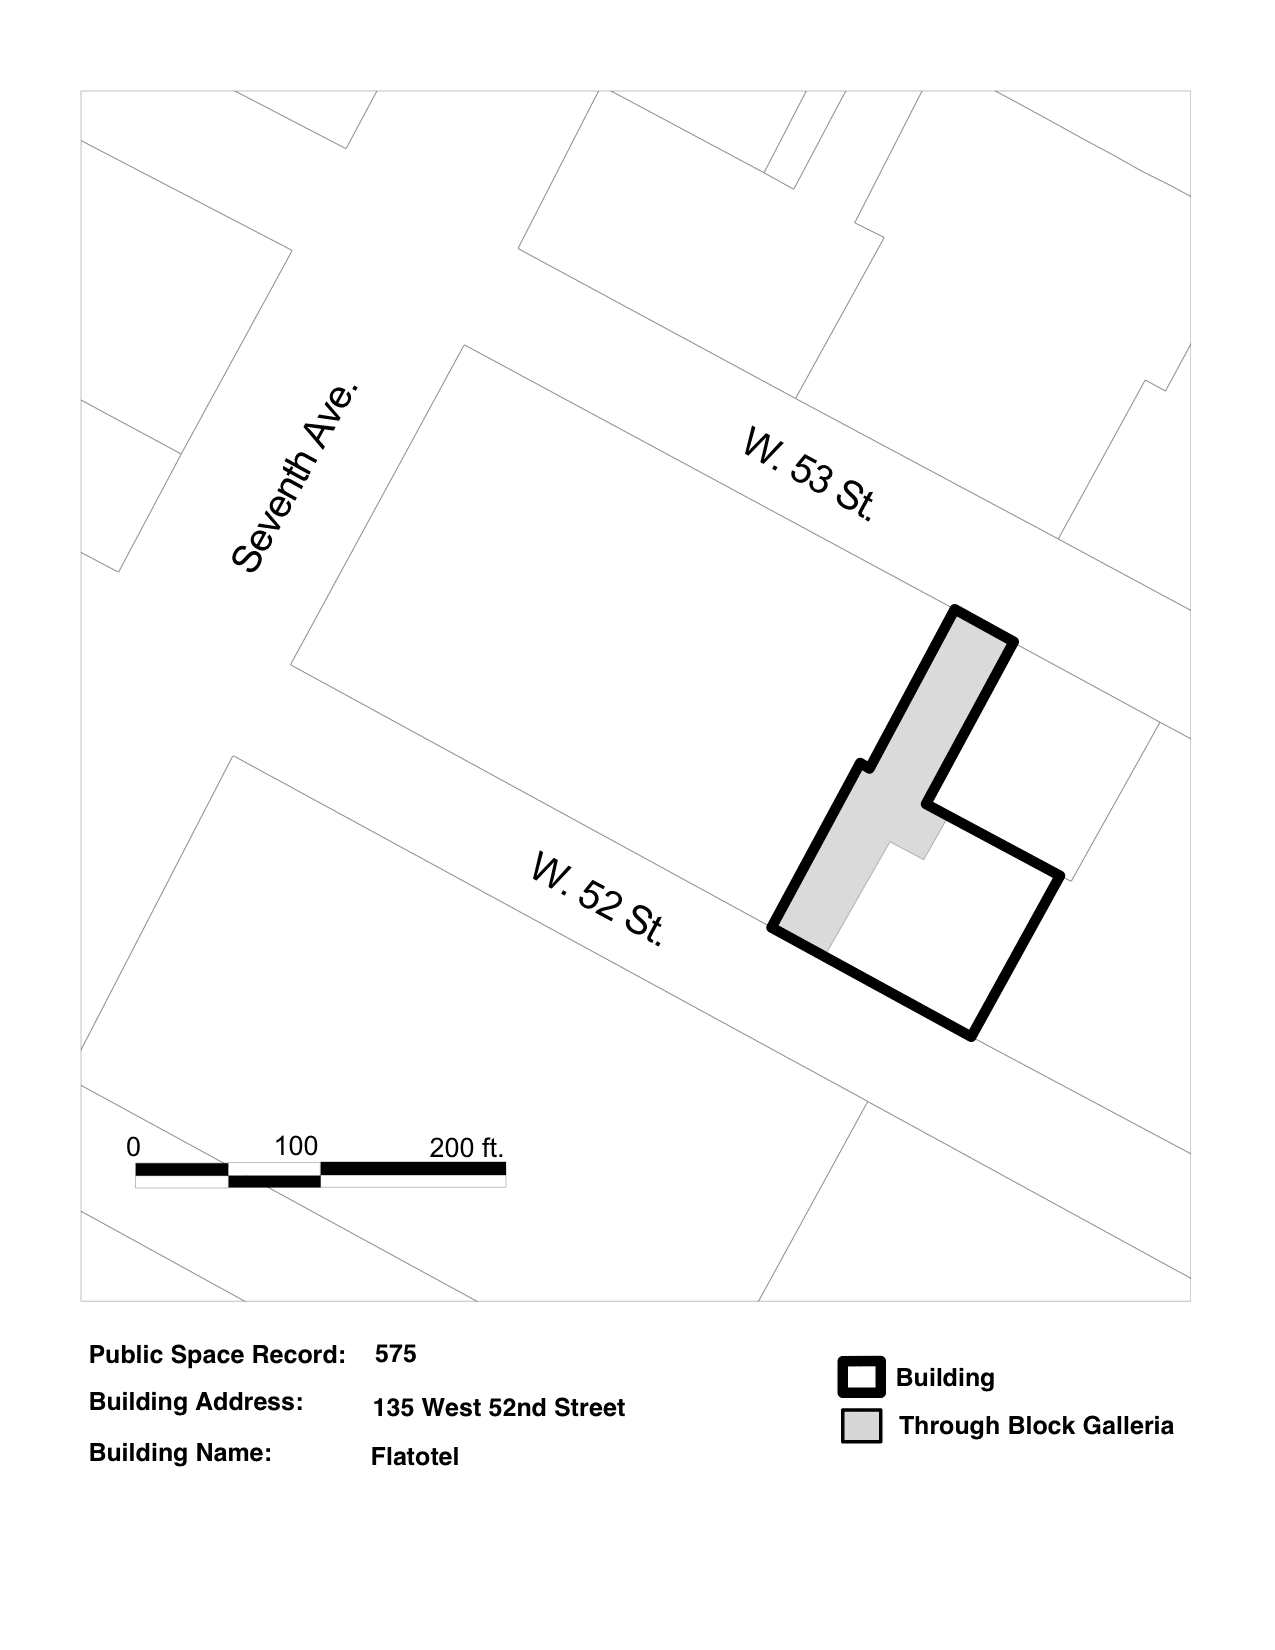 Seventh Ave.
W. 53 St.
W. 52 St.
0 100 200 ft.
Public Space Record: 575
Building Address: 135 West 52nd Street
Building Name: Flatotel
Building
Through Block Galleria